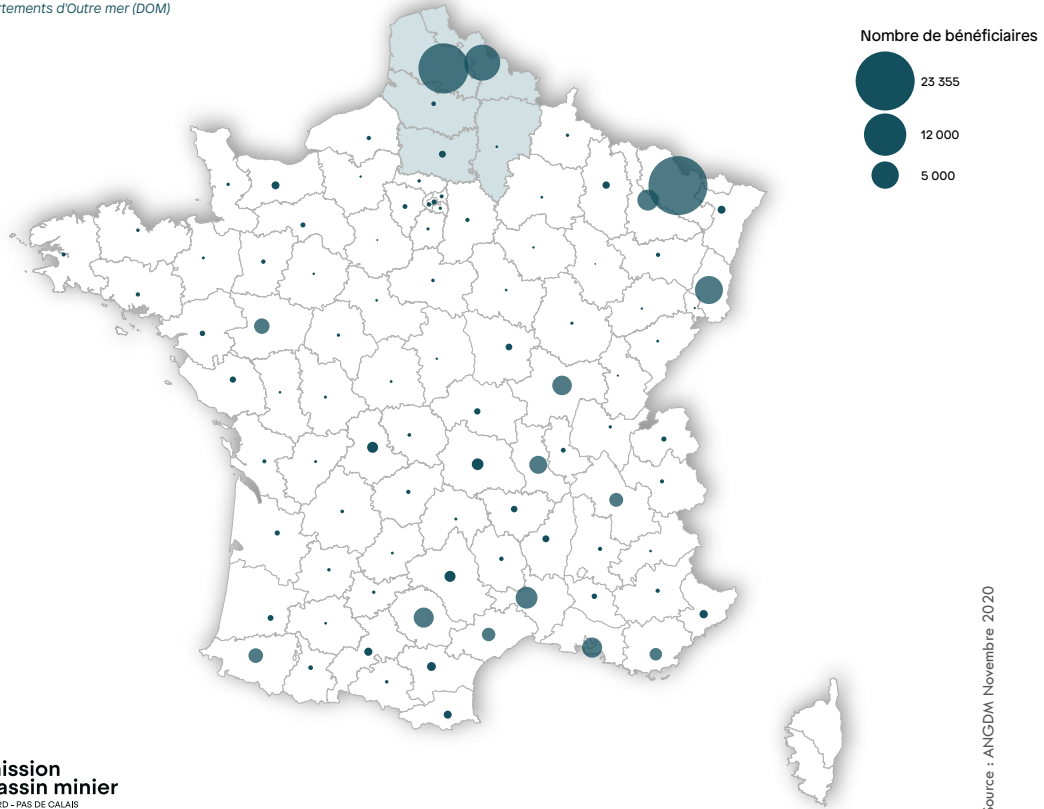 rtements d'Outre mer (DOM)
Nombre de bénéficiaires
23 355
12 000
5 000
ource : ANGDM Novembre 2020
ission
assin minier
RD - PAS DE CALAIS